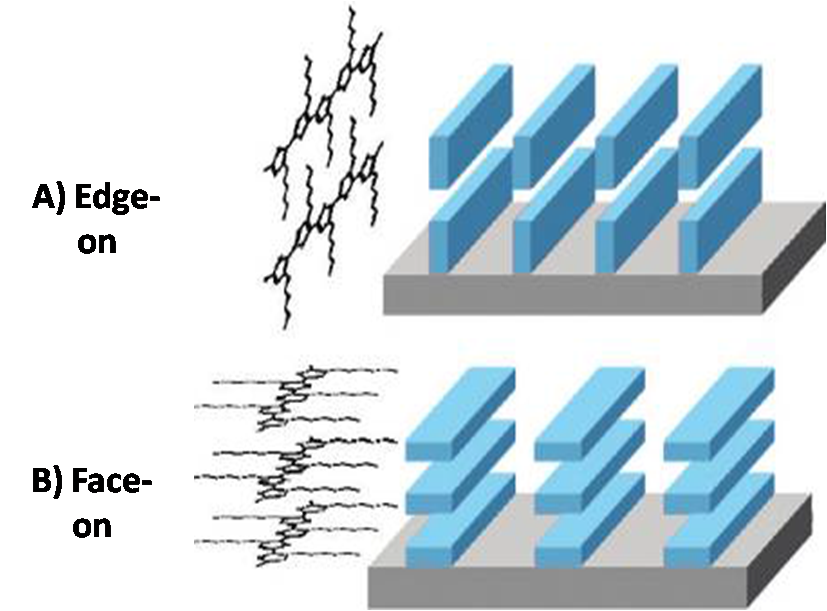 A) Edge-
on
B) Face-
on